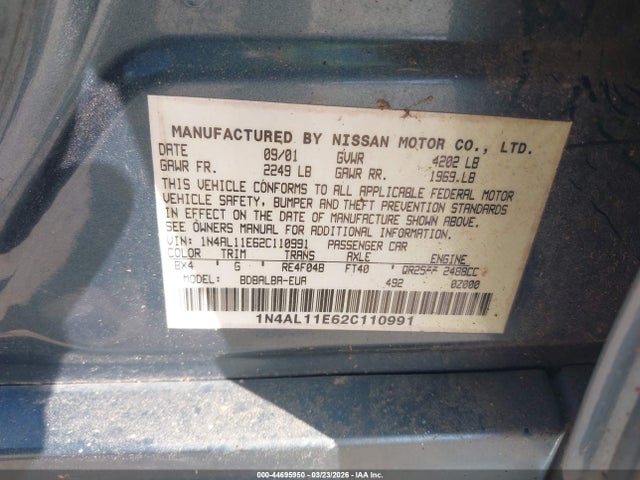 MANUFACTURED BY NISSAN MOTOR CO., LTD.
DATE 09/01 GVWR 4202 LB
GAWR FR. 2249 LB GAWR RR. 1969 LB
THIS VEHICLE CONFORMS TO ALL APPLICABLE FEDERAL MOTOR
VEHICLE SAFETY, BUMPER AND THEFT PREVENTION STANDARDS
IN EFFECT ON THE DATE OF MANUFACTURE SHOWN ABOVE.
SEE OWNERS MANUAL FOR ADDITIONAL INFORMATION
VIN: 1N4AL11E62C110991 PASSENGER CAR
COLOR TRIM TRANS AXLE ENGINE
BX4 G RE4F04B FT40 2488CC
MODEL: BDBALBA-EUA 492 02000
1N4AL11E62C110991
000-44695950 | 03/23/2026 | © IAA Holdings, LLC